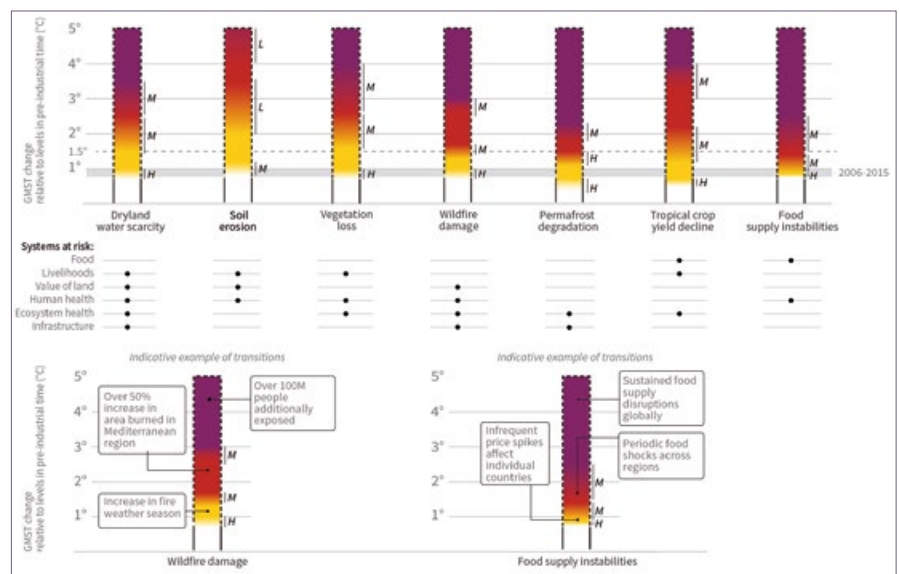 GMST change
relative to levels in pre-industrial time (°C)
5°
4°
3°
2°
1.5°
1°
M
M
H
L
L
M
M
M
H
M
M
M
H
H
M
M
H
M
M
H
2006-2015
Dryland
water scarcity
Soil
erosion
Vegetation
loss
Wildfire
damage
Permafrost
degradation
Tropical crop
yield decline
Food
supply instabilities
Systems at risk:
Food
Livelihoods
Value of land
Human health
Ecosystem health
Infrastructure
Indicative example of transitions
GMST change
relative to levels in pre-industrial time (°C)
5°
4°
3°
2°
1°
Over 50%
increase in
area burned in
Mediterranean
region
Over 100M
people
additionally
exposed
Increase in fire
weather season
M
M
H
Wildfire damage
Indicative example of transitions
GMST change
relative to levels in pre-industrial time (°C)
5°
4°
3°
2°
1°
Infrequent
price spikes
affect
individual
countries
Sustained food
supply
disruptions
globally
Periodic food
shocks across
regions
M
M
H
Food supply instabilities